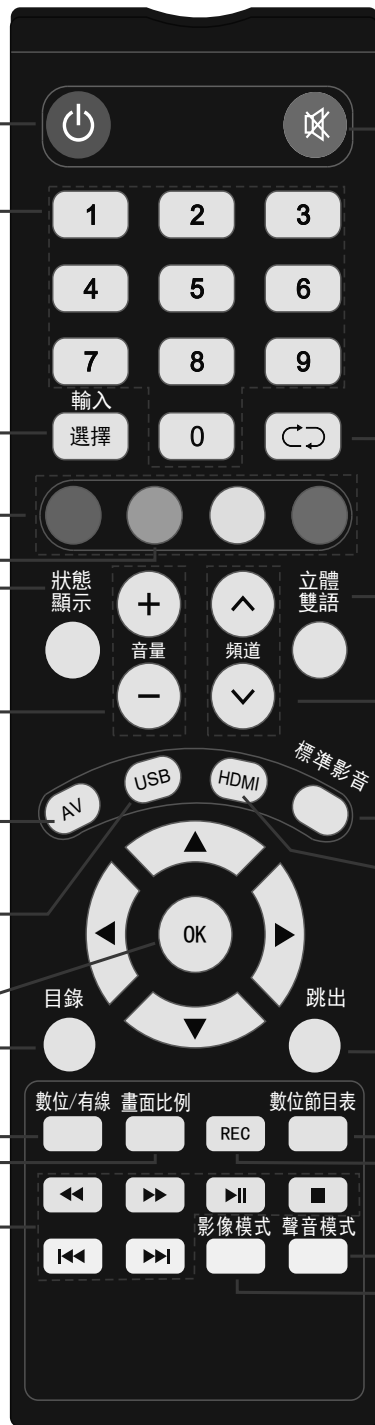 1 2 3
4 5 6
7 8 9
輸入
選擇 0
狀態
顯示
+
音量
−
頻道
立體
雙語
AV USB HDMI 標準影音
OK
目錄 跳出
數位/有線 畫面比例 REC 數位節目表
影像模式 聲音模式